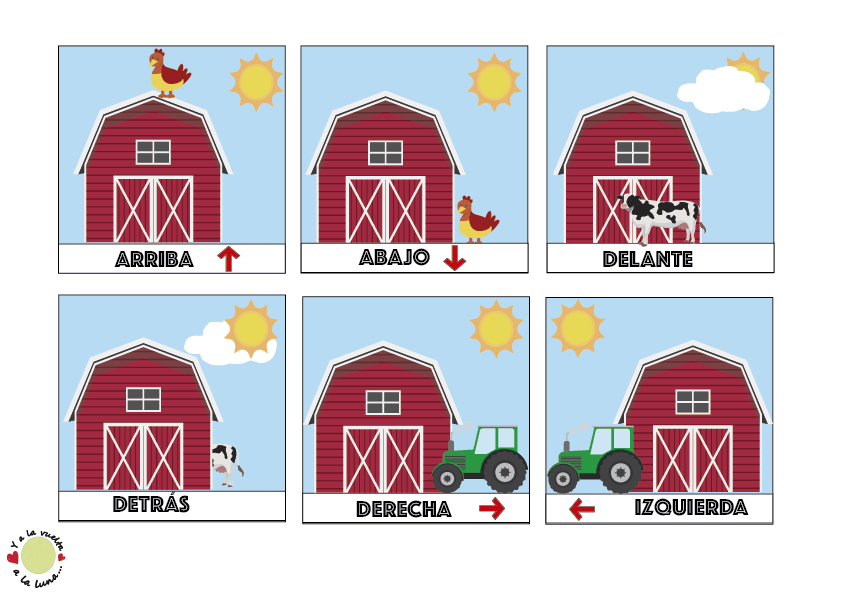 ARRIBA
ABAJO
DELANTE
DETRÁS
DERECHA
IZQUIERDA
Y a la vuelta
a la luna...